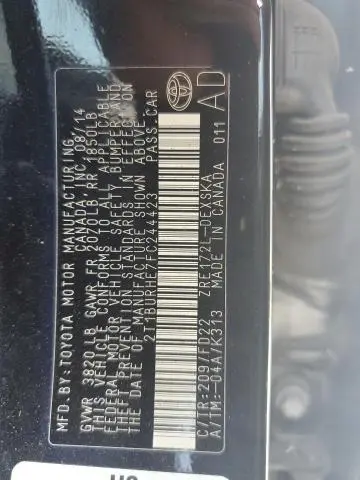 MFD.BY:TOYOTA MOTOR MANUFACTURING
CANADA, INC. 08/14
GVWR 3820LB GAWR FR 2070LB RR 1850LB
THIS VEHICLE CONFORMS TO ALL APPLICABLE
FEDERAL MOTOR VEHICLE SAFETY, BUMPER, AND
THEFT PREVENTION STANDARDS IN EFFECT ON
THE DATE OF MANUFACTURE SHOWN ABOVE.
2T1BURHE7FC244423 PASS.CAR
C/TR:209/FD22 ZRE172L-DEXSKA
A/TM:-04A/K313 MADE IN CANADA 011
TOYOTA
AD